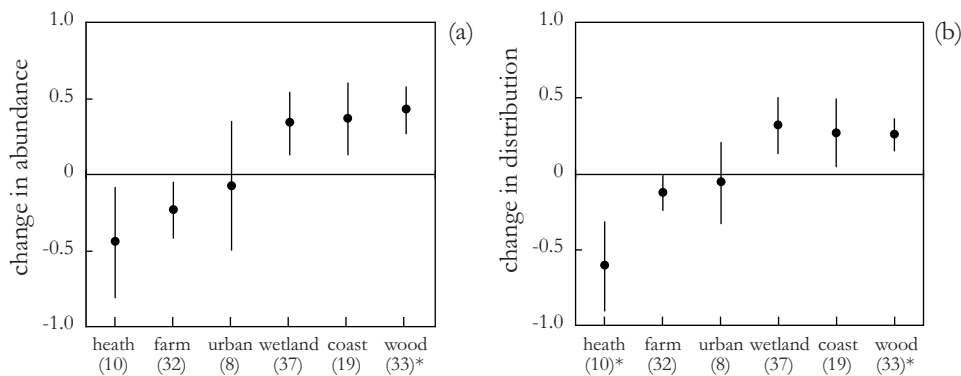 (a)
change in abundance
1.0
0.5
0
-0.5
-1.0
heath farm urban wetland coast wood
(10) (32) (8) (37) (19) (33)*
(b)
change in distribution
1.0
0.5
0
-0.5
-1.0
heath farm urban wetland coast wood
(10)* (32) (8) (37) (19) (33)*